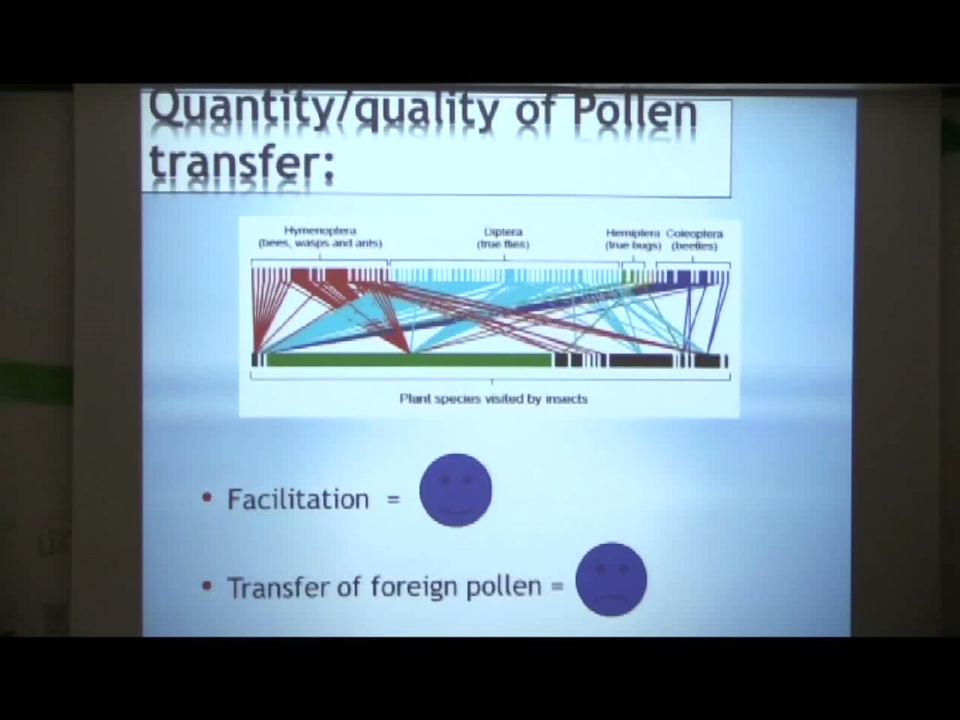 Quantity/quality of Pollen
transfer:
Hymenoptera
(bees, wasps and ants)
Diptera
(true flies)
Hemiptera
(true bugs)
Coleoptera
(beetles)
Plant species visited by insects
• Facilitation =
• Transfer of foreign pollen =